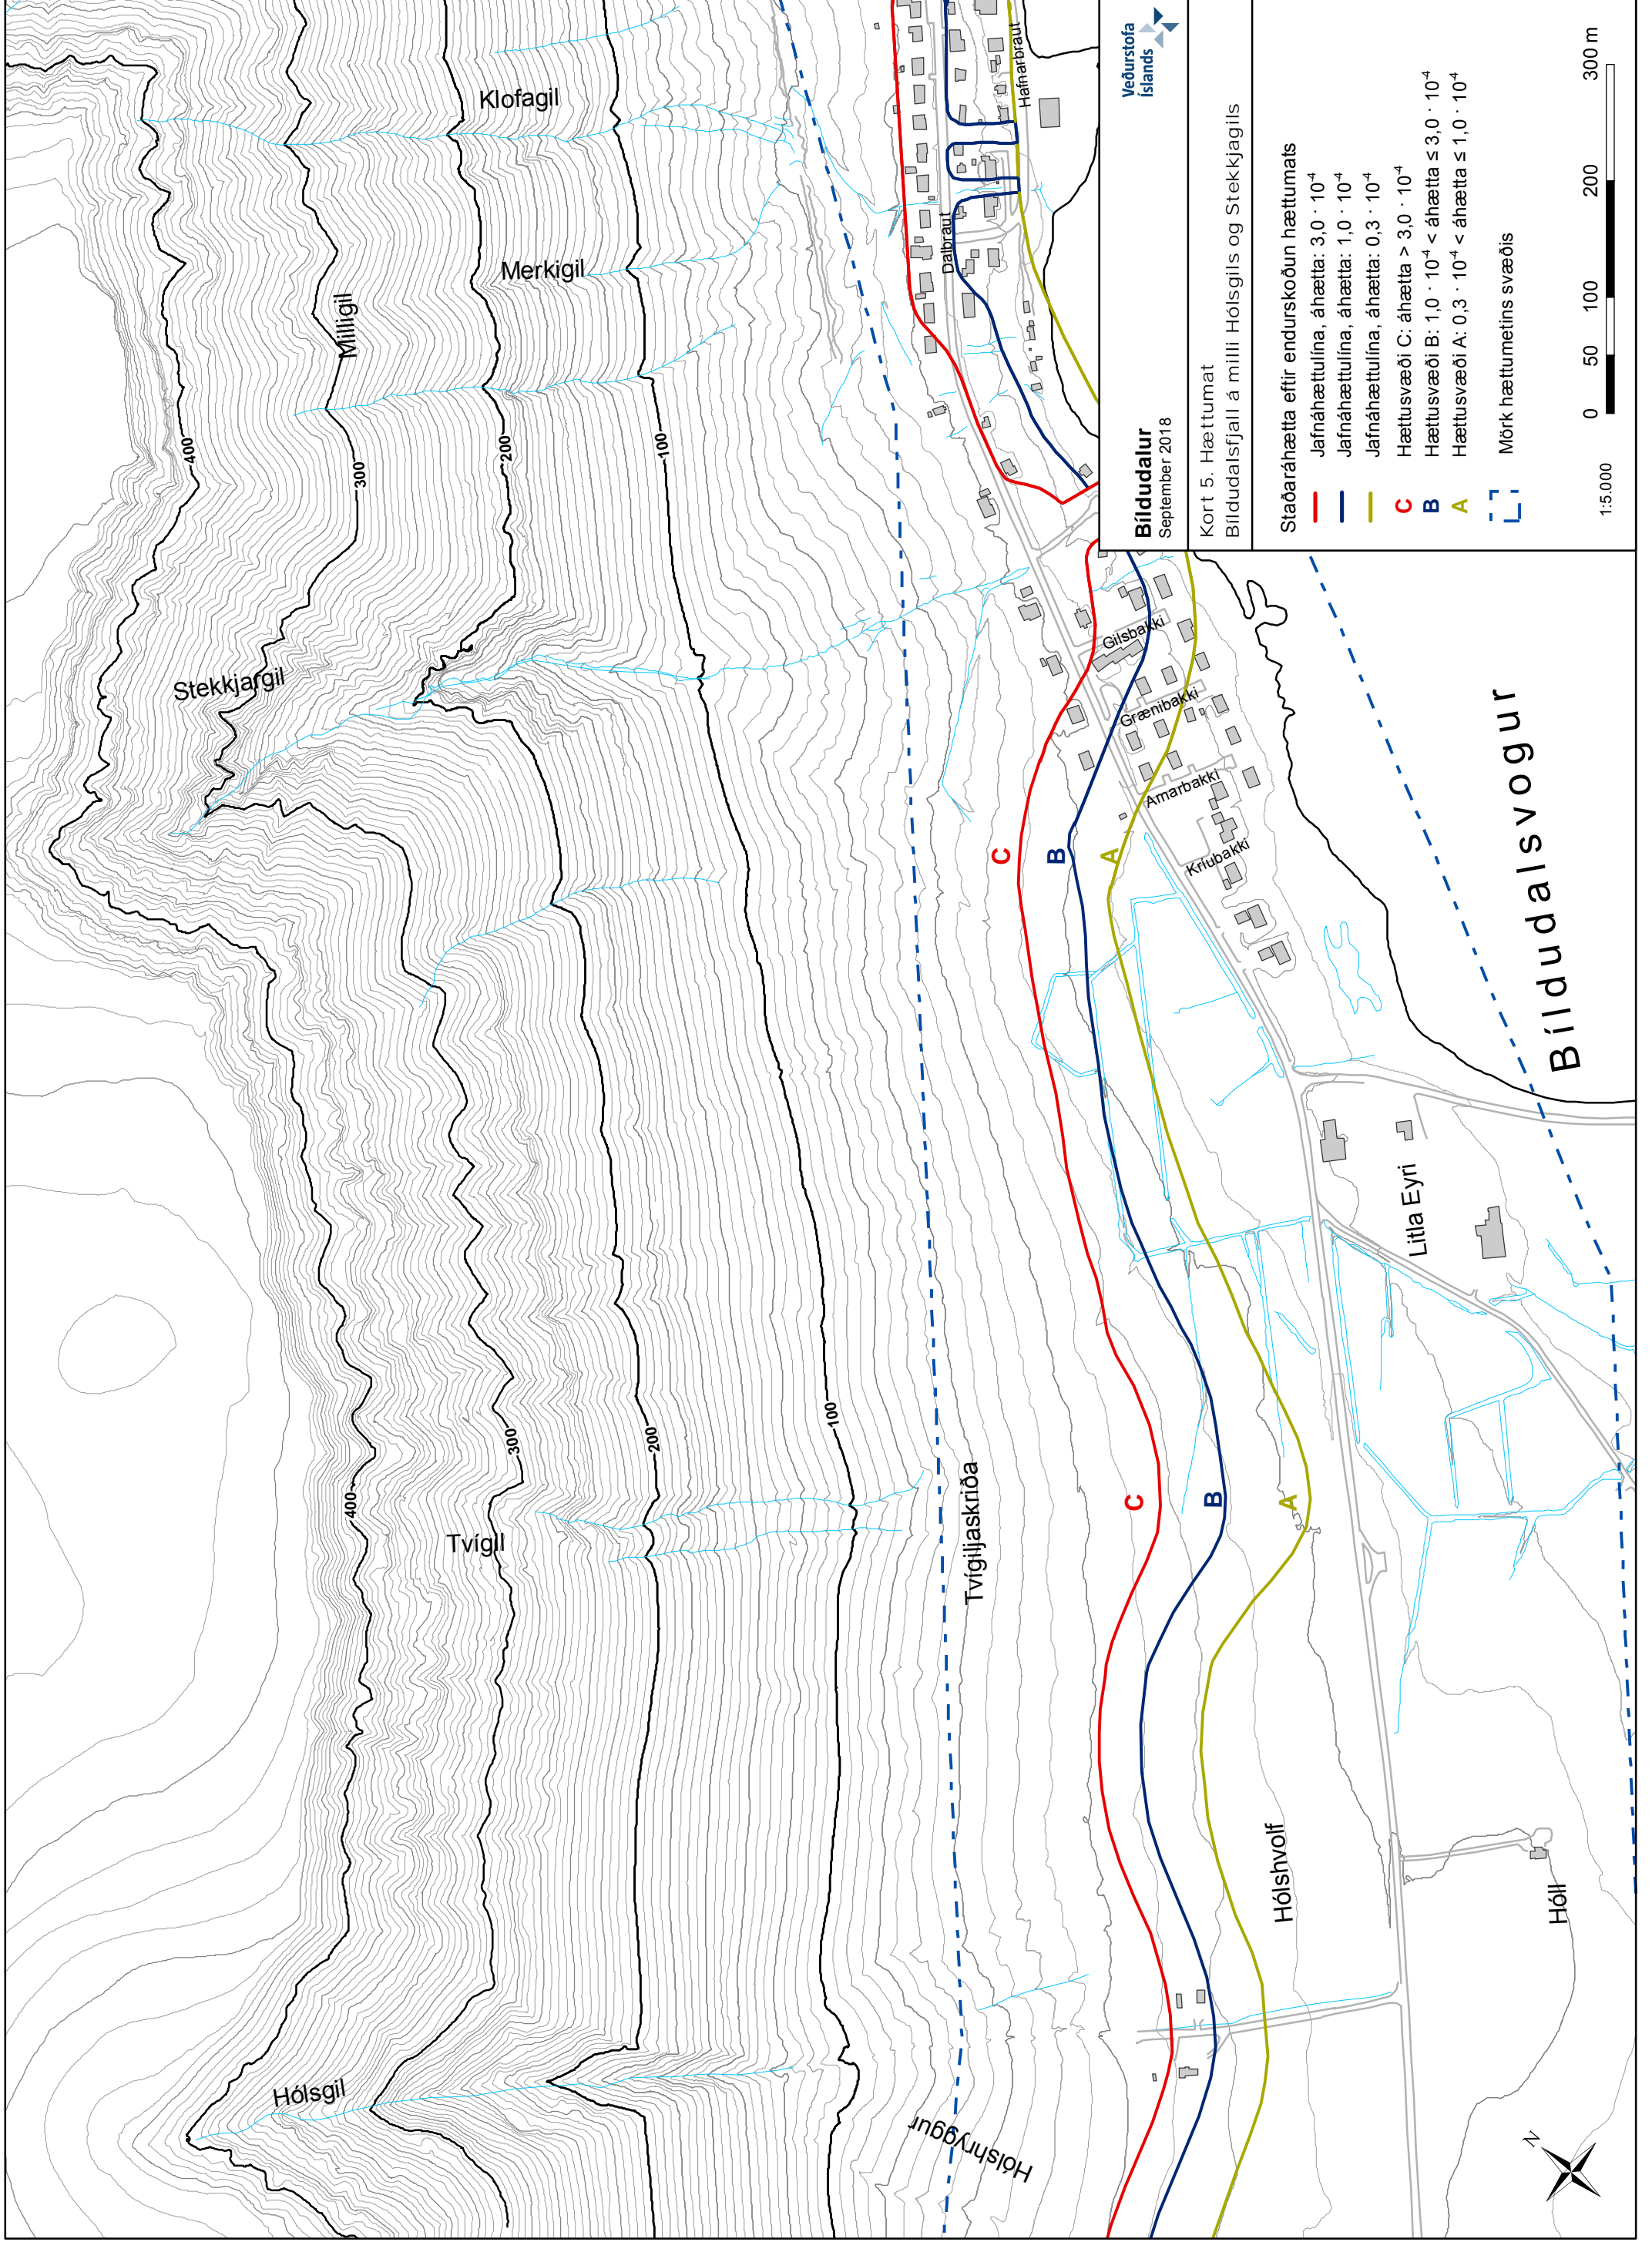 Bíldudalur
September 2018
Veðurstofa
Íslands
Kort 5. Hættumat
Bíldudalsfjall á milli Hólsgils og Stekkjagils
Staðaráhætta eftir endurskoðun hættumats
Jafnáhættulína, áhætta: 3,0 · 10⁻⁴
Jafnáhættulína, áhætta: 1,0 · 10⁻⁴
Jafnáhættulína, áhætta: 0,3 · 10⁻⁴
C Hættusvæði C: áhætta > 3,0 · 10⁻⁴
B Hættusvæði B: 1,0 · 10⁻⁴ < áhætta ≤ 3,0 · 10⁻⁴
A Hættusvæði A: 0,3 · 10⁻⁴ < áhætta ≤ 1,0 · 10⁻⁴
Mörk hættumetins svæðis
1:5.000
0 50 100 200 300 m
Hólsgil
Tvígil
Stekkjargil
Milligil
Merkigil
Klofagil
400
300
200
100
400
300
200
100
Hólshryggur
Tvígiljaskriða
Dalbraut
Hafnarbraut
C
B
A
C
B
A
Gilsbakki
Grænibakki
Arnarbakki
Kríubakki
Hólshvolf
Hóll
Litla Eyri
Bíldudalsvogur
N